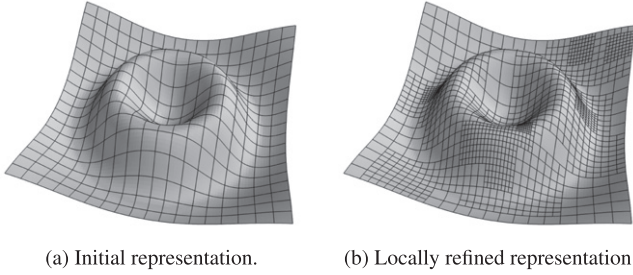 (a) Initial representation.
(b) Locally refined representation